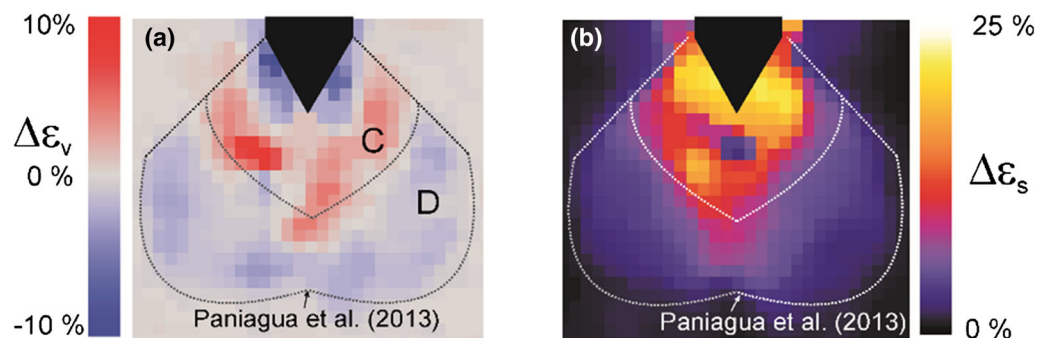 10%
Δεᵥ
0 %
-10 %
(a)
C
D
Paniagua et al. (2013)
(b)
Paniagua et al. (2013)
25 %
Δεₛ
0 %